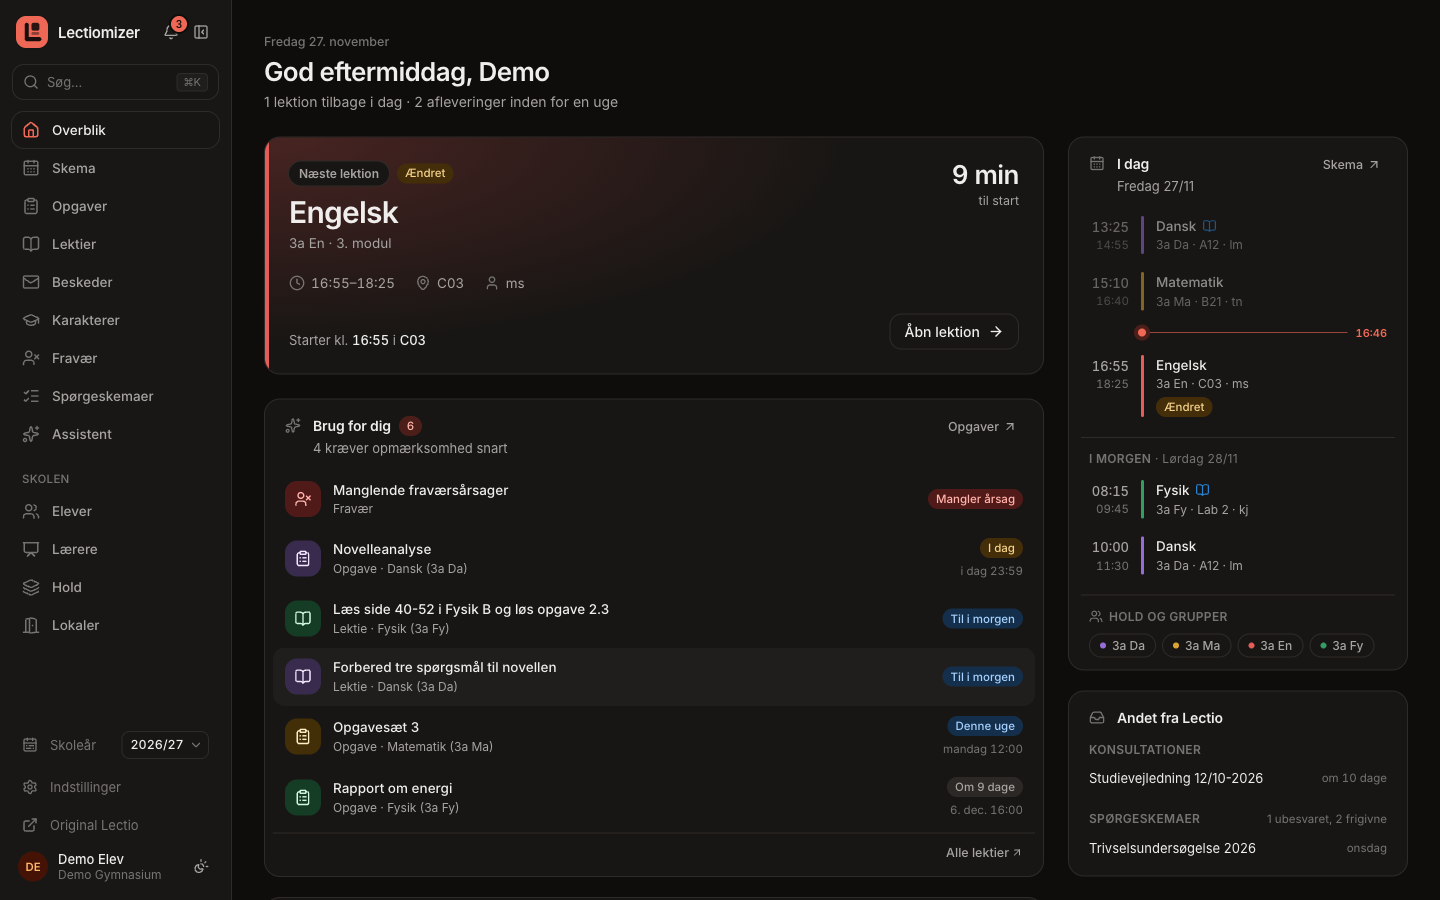 Lectiomizer
3
Søg...
⌘K
Overblik
Skema
Opgaver
Lektier
Beskeder
Karakterer
Fravær
Spørgeskemaer
Assistent
SKOLEN
Elever
Lærere
Hold
Lokaler
Skoleår
2026/27
Indstillinger
Original Lectio
DE
Demo Elev
Demo Gymnasium
Fredag 27. november
God eftermiddag, Demo
1 lektion tilbage i dag · 2 afleveringer inden for en uge
Næste lektion
Ændret
9 min
til start
Engelsk
3a En · 3. modul
16:55–18:25
C03
ms
Starter kl. 16:55 i C03
Åbn lektion
Brug for dig
6
4 kræver opmærksomhed snart
Opgaver
Manglende fraværsårsager
Fravær
Mangler årsag
Novelleanalyse
Opgave · Dansk (3a Da)
I dag
i dag 23:59
Læs side 40-52 i Fysik B og løs opgave 2.3
Lektie · Fysik (3a Fy)
Til i morgen
Forbered tre spørgsmål til novellen
Lektie · Dansk (3a Da)
Til i morgen
Opgavesæt 3
Opgave · Matematik (3a Ma)
Denne uge
mandag 12:00
Rapport om energi
Opgave · Fysik (3a Fy)
Om 9 dage
6. dec. 16:00
Alle lektier
I dag
Fredag 27/11
Skema
13:25
14:55
Dansk
3a Da · A12 · lm
15:10
16:40
Matematik
3a Ma · B21 · tn
16:46
16:55
18:25
Engelsk
3a En · C03 · ms
Ændret
I MORGEN · Lørdag 28/11
08:15
09:45
Fysik
3a Fy · Lab 2 · kj
10:00
11:30
Dansk
3a Da · A12 · lm
HOLD OG GRUPPER
3a Da
3a Ma
3a En
3a Fy
Andet fra Lectio
KONSULTATIONER
Studievejledning 12/10-2026
om 10 dage
SPØRGESKEMAER
1 ubesvaret, 2 frigivne
Trivselsundersøgelse 2026
onsdag